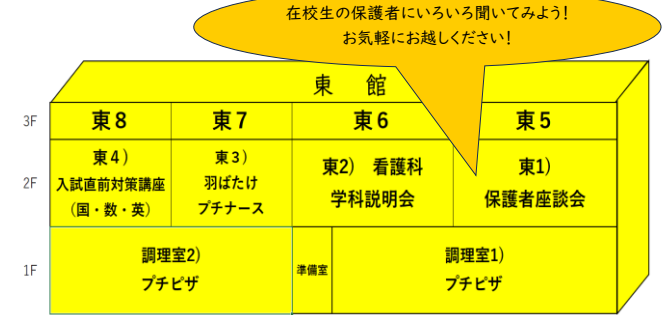 在校生の保護者にいろいろ聞いてみよう!
お気軽にお越しください!
東 館
3F
東8
東7
東6
東5
2F
東4)
入試直前対策講座
(国・数・英)
東3)
羽ばたけ
プチナース
東2) 看護科
学科説明会
東1)
保護者座談会
1F
調理室2)
プチピザ
準備室
調理室1)
プチピザ